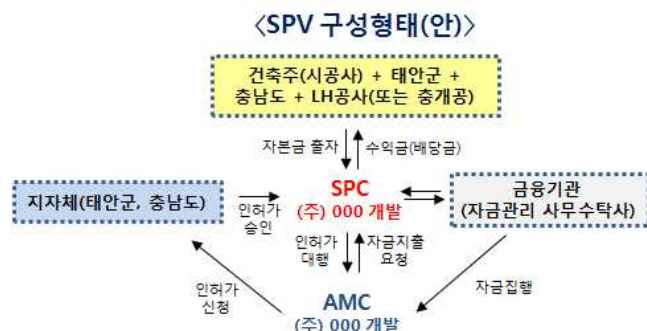 <SPV 구성형태(안)>
건축주(시공사) + 태안군 +
충남도 + LH공사(또는 충개공)
자본금 출자
수익금(배당금)
지자체(태안군, 충남도)
인허가
승인
SPC
(주) 000 개발
금융기관
(자금관리 사무수탁사)
인허가
대행
자금지출
요청
인허가
신청
자금집행
AMC
(주) 000 개발